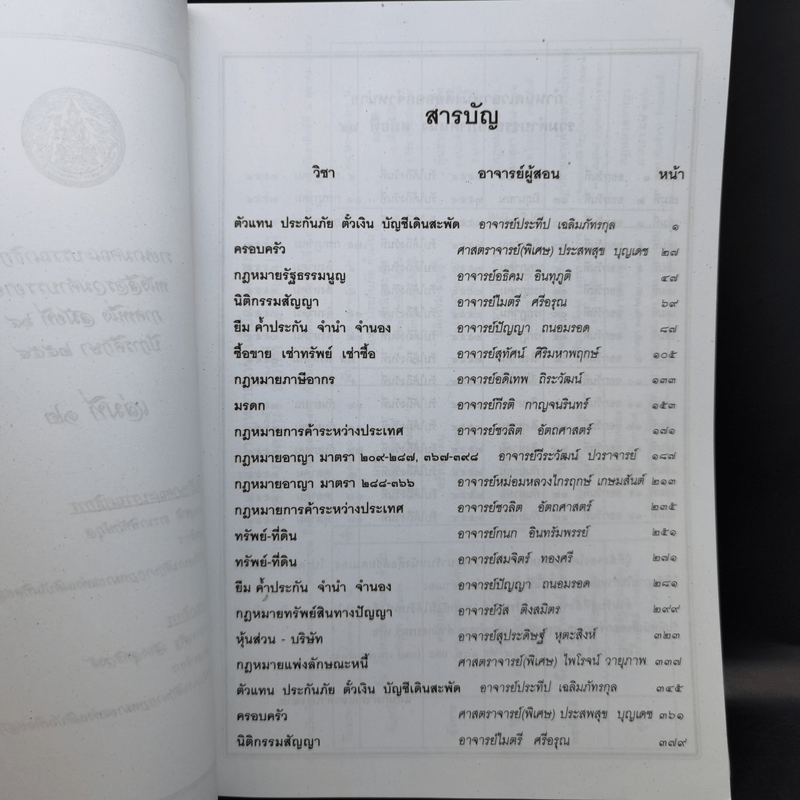 สารบัญ
วิชา อาจารย์ผู้สอน หน้า
ตัวแทน ประกันภัย ตั๋วเงิน บัญชีเดินสะพัด อาจารย์ประทีป เฉลิมภัทรกุล ๑
ครอบครัว ศาสตราจารย์(พิเศษ) ประสพสุข บุญเดช ๒๗
กฎหมายรัฐธรรมนูญ อาจารย์อธิคม อินทุภูติ ๔๗
นิติกรรมสัญญา อาจารย์ไมตรี ศรีอรุณ ๖๙
ยืม ค้ำประกัน จำนำ จำนอง อาจารย์ปัญญา ถนอมรอด ๘๗
ซื้อขาย เช่าทรัพย์ เช่าซื้อ อาจารย์สุทัศน์ ศิริมหาพฤกษ์ ๑๐๕
กฎหมายภาษีอากร อาจารย์อดิเทพ ถิระวัฒน์ ๑๓๓
มรดก อาจารย์กีรติ กาญจนรินทร์ ๑๕๓
กฎหมายการค้าระหว่างประเทศ อาจารย์ชวลิต อัตถศาสตร์ ๑๗๑
กฎหมายอาญา มาตรา ๒๐๙-๒๘๗, ๓๖๗-๓๙๘ อาจารย์วีระวัฒน์ ปวราจารย์ ๑๘๗
กฎหมายอาญา มาตรา ๒๘๘-๓๖๖ อาจารย์หม่อมหลวงไกรฤกษ์ เกษมสันต์ ๒๑๓
กฎหมายการค้าระหว่างประเทศ อาจารย์ชวลิต อัตถศาสตร์ ๒๓๕
ทรัพย์-ที่ดิน อาจารย์กนก อินทรัมพรรย์ ๒๕๑
ทรัพย์-ที่ดิน อาจารย์สมจิตร์ ทองศรี ๒๗๑
ยืม ค้ำประกัน จำนำ จำนอง อาจารย์ปัญญา ถนอมรอด ๒๘๑
กฎหมายทรัพย์สินทางปัญญา อาจารย์วัส ติงสมิตร ๒๙๙
หุ้นส่วน - บริษัท อาจารย์สุประดิษฐ์ หุตะสิงห์ ๓๒๓
กฎหมายแพ่งลักษณะหนี้ ศาสตราจารย์(พิเศษ) ไพโรจน์ วายุภาพ ๓๓๗
ตัวแทน ประกันภัย ตั๋วเงิน บัญชีเดินสะพัด อาจารย์ประทีป เฉลิมภัทรกุล ๓๔๕
ครอบครัว ศาสตราจารย์(พิเศษ) ประสพสุข บุญเดช ๓๖๑
นิติกรรมสัญญา อาจารย์ไมตรี ศรีอรุณ ๓๗๙